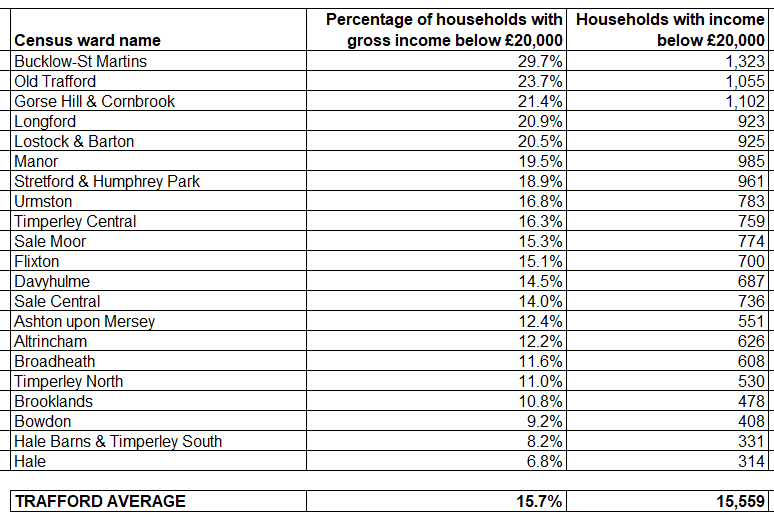 Census ward name Percentage of households with gross income below £20,000 Households with income below £20,000
Bucklow-St Martins 29.7% 1,323
Old Trafford 23.7% 1,055
Gorse Hill & Cornbrook 21.4% 1,102
Longford 20.9% 923
Lostock & Barton 20.5% 925
Manor 19.5% 985
Stretford & Humphrey Park 18.9% 961
Urmston 16.8% 783
Timperley Central 16.3% 759
Sale Moor 15.3% 774
Flixton 15.1% 700
Davyhulme 14.5% 687
Sale Central 14.0% 736
Ashton upon Mersey 12.4% 551
Altrincham 12.2% 626
Broadheath 11.6% 608
Timperley North 11.0% 530
Brooklands 10.8% 478
Bowdon 9.2% 408
Hale Barns & Timperley South 8.2% 331
Hale 6.8% 314
TRAFFORD AVERAGE 15.7% 15,559